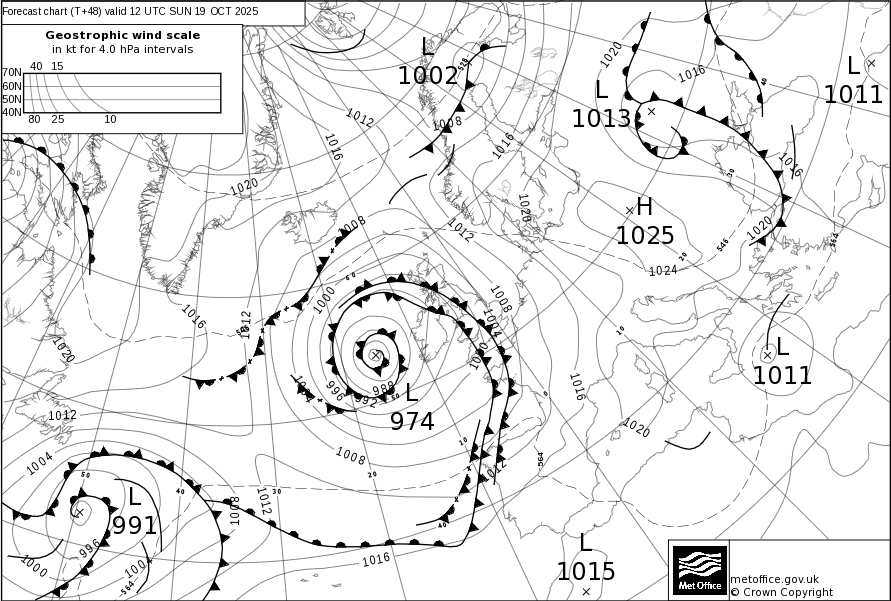 Forecast chart (T+48) valid 12 UTC SUN 19 OCT 2025
Geostrophic wind scale
in kt for 4.0 hPa intervals
40 15
70N
60N
50N
40N
80 25 10
L
1002
L
1013
L
1011
H
1025
L
1011
L
974
L
991
L
1015
1020
1016
1012
1008
1016
1016
1020
1020
1016
1008
1012
1020
1024
546
564
1000
1008
1004
1016
1012
1020
1016
996
988
992
1020
1012
1004
1008
1008
1012
1012
564
996
1000
1004
564
1016
metoffice.gov.uk
© Crown Copyright
Met Office